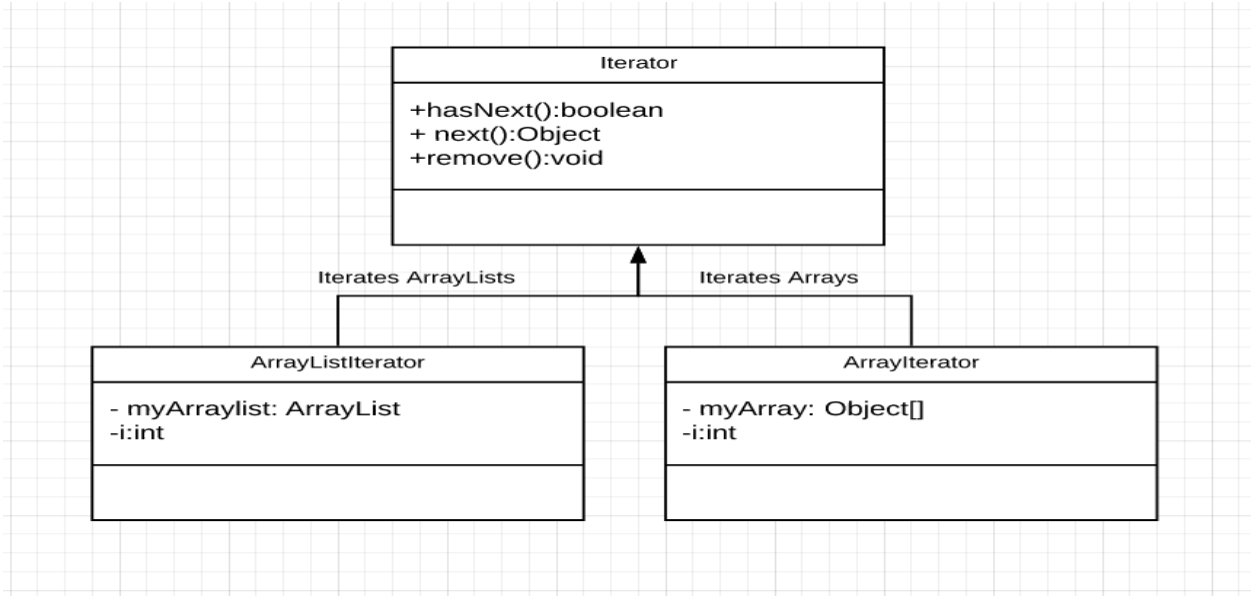 Iterator
+hasNext():boolean
+ next():Object
+remove():void
Iterates ArrayLists
Iterates Arrays
ArrayListIterator
- myArraylist: ArrayList
-i:int
ArrayIterator
- myArray: Object[]
-i:int